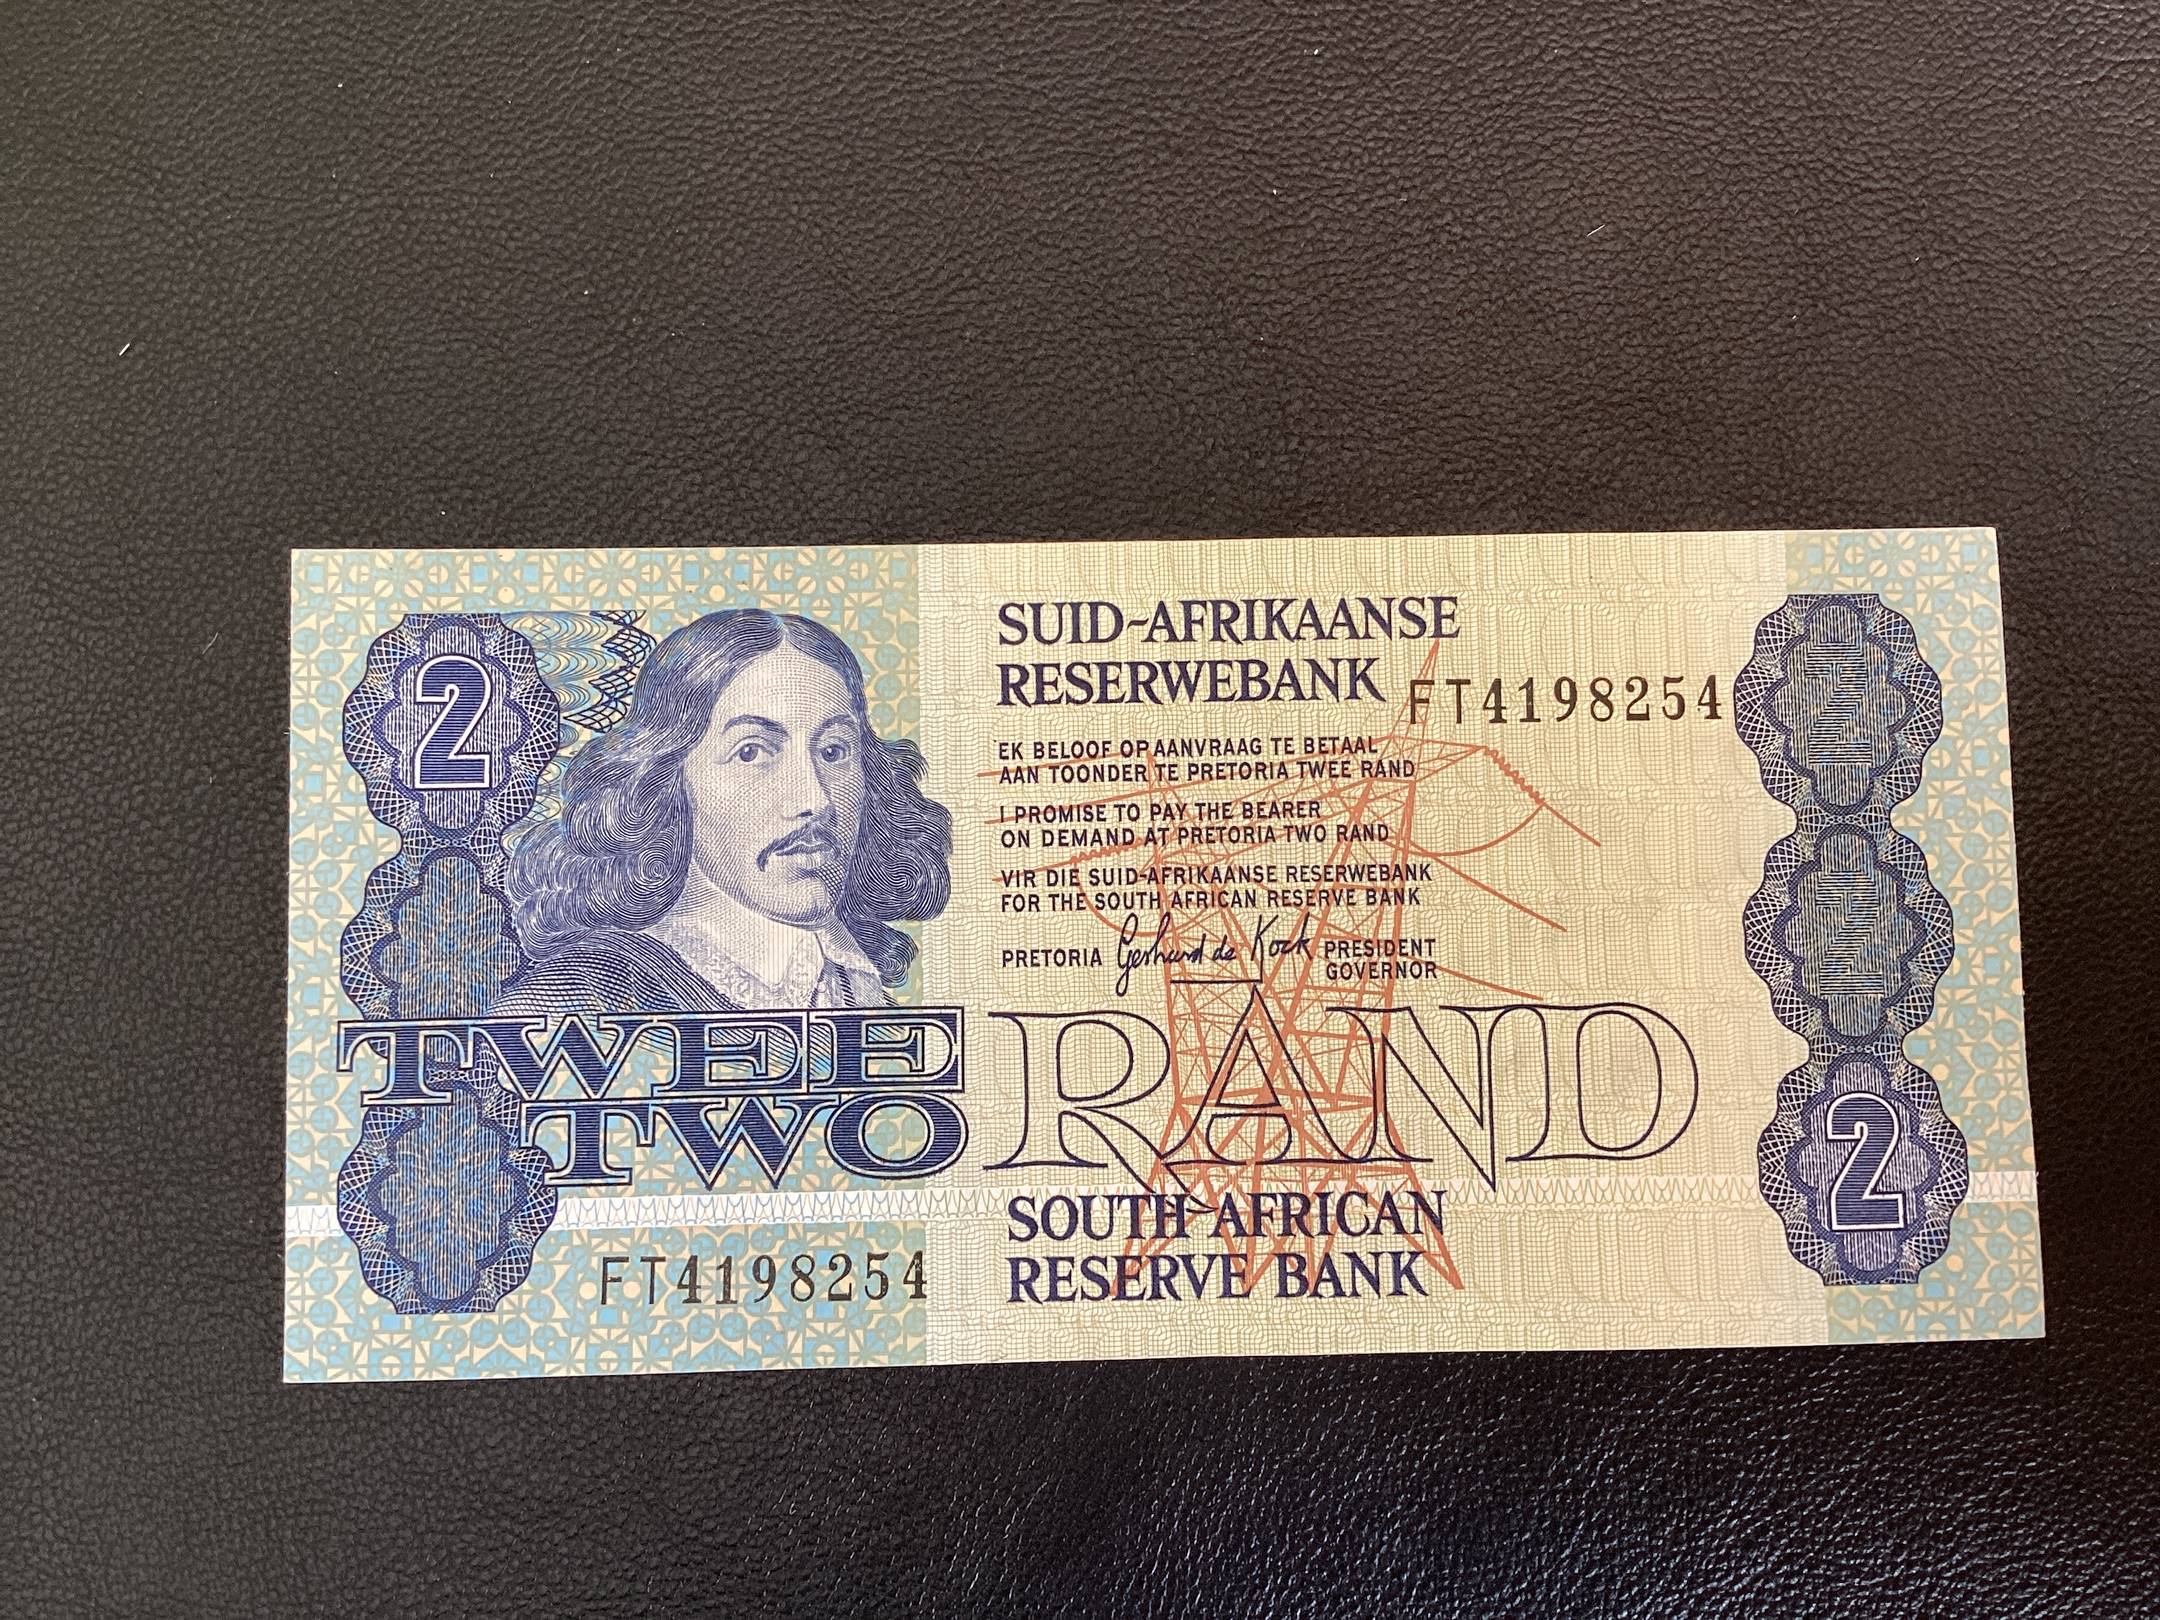 2
SUID-AFRIKAANSE
RESERWEBANK
FT4198254
EK BELOOF OP AANVRAAG TE BETAAL
AAN TOONDER TE PRETORIA TWEE RAND
I PROMISE TO PAY THE BEARER
ON DEMAND AT PRETORIA TWO RAND
VIR DIE SUID-AFRIKAANSE RESERWEBANK
FOR THE SOUTH AFRICAN RESERVE BANK
PRETORIA Gerhard de Kock PRESIDENT
GOVERNOR
TWEE
TWO
RAND
2
SOUTH AFRICAN
RESERVE BANK
FT4198254